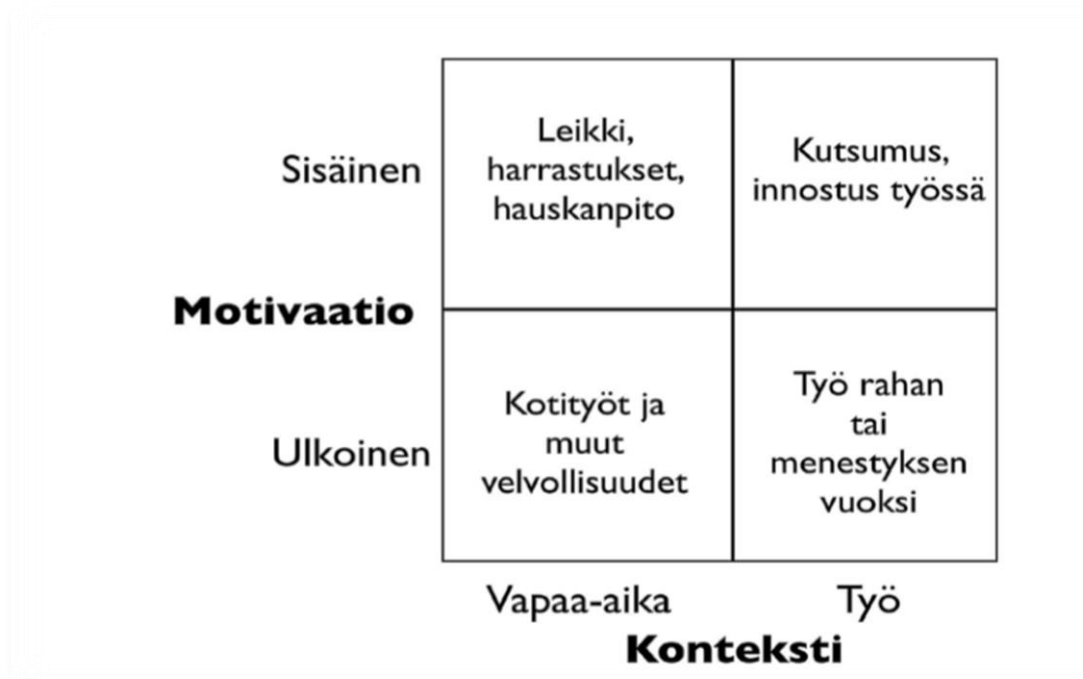 Sisäinen
Leikki,
harrastukset,
hauskanpito
Kutsumus,
innostus työssä
Motivaatio
Ulkoinen
Kotityöt ja
muut
velvollisuudet
Työ rahan
tai
menestyksen
vuoksi
Vapaa-aika
Työ
Konteksti